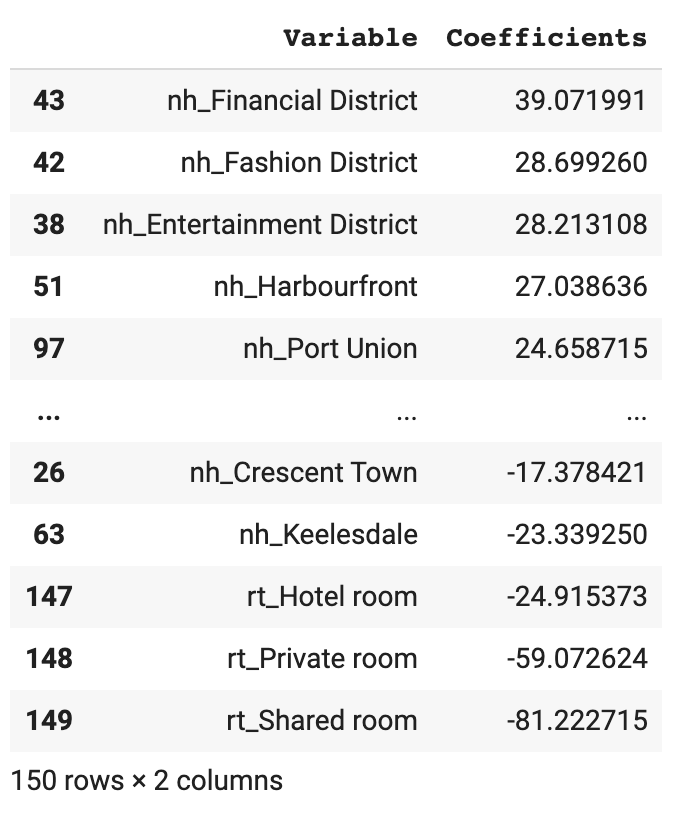 Variable Coefficients
43 nh_Financial District 39.071991
42 nh_Fashion District 28.699260
38 nh_Entertainment District 28.213108
51 nh_Harbourfront 27.038636
97 nh_Port Union 24.658715
... ... ...
26 nh_Crescent Town -17.378421
63 nh_Keelesdale -23.339250
147 rt_Hotel room -24.915373
148 rt_Private room -59.072624
149 rt_Shared room -81.222715
150 rows × 2 columns